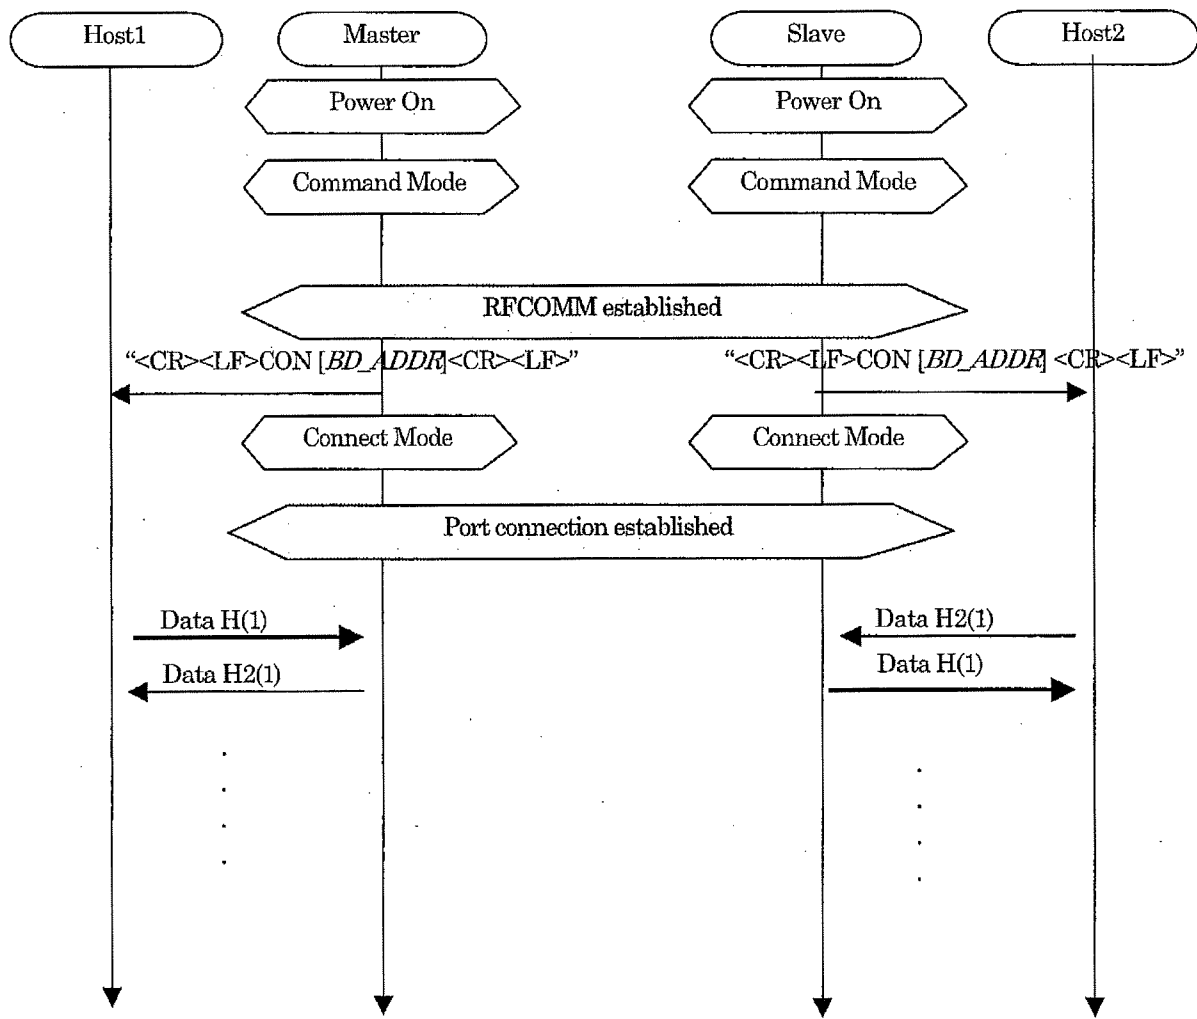 Host1
Master
Slave
Host2
Power On
Power On
Command Mode
Command Mode
RFCOMM established
“<CR><LF>CON [BD_ADDR]<CR><LF>”
“<CR><LF>CON [BD_ADDR] <CR><LF>”
Connect Mode
Connect Mode
Port connection established
Data H(1)
Data H2(1)
Data H2(1)
Data H(1)